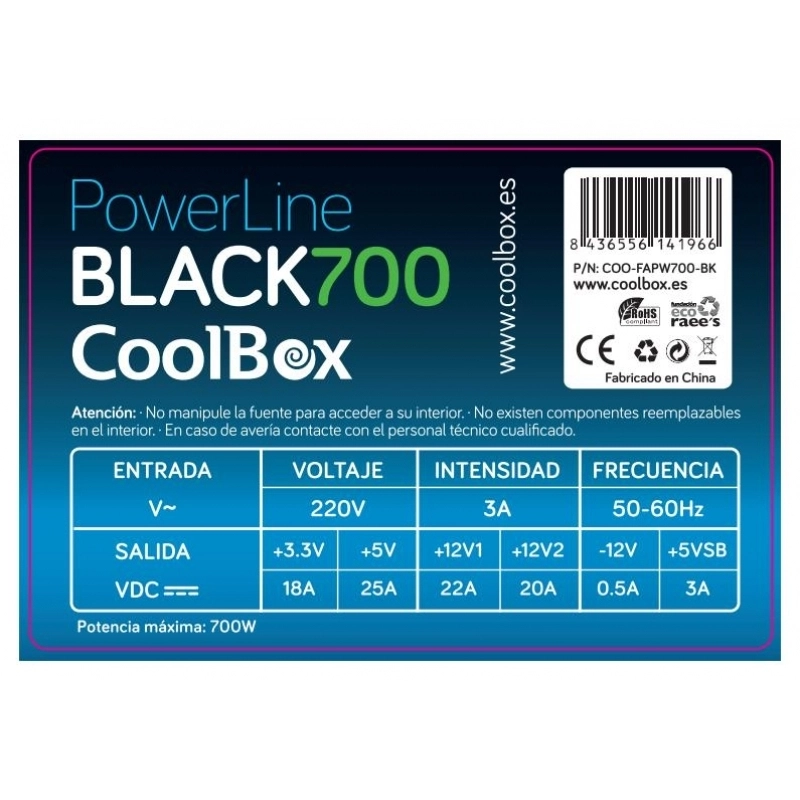 PowerLine
BLACK700
CoolBox
www.coolbox.es
8 436556 141966
P/N: COO-FAPW700-BK
www.coolbox.es
RoHS
compliant
fundación
eco
raee's
CE
Fabricado en China
Atención: · No manipule la fuente para acceder a su interior. · No existen componentes reemplazables
en el interior. · En caso de avería contacte con el personal técnico cualificado.
ENTRADA VOLTAJE INTENSIDAD FRECUENCIA
V~ 220V 3A 50-60Hz
SALIDA +3.3V +5V +12V1 +12V2 -12V +5VSB
VDC 18A 25A 22A 20A 0.5A 3A
Potencia máxima: 700W